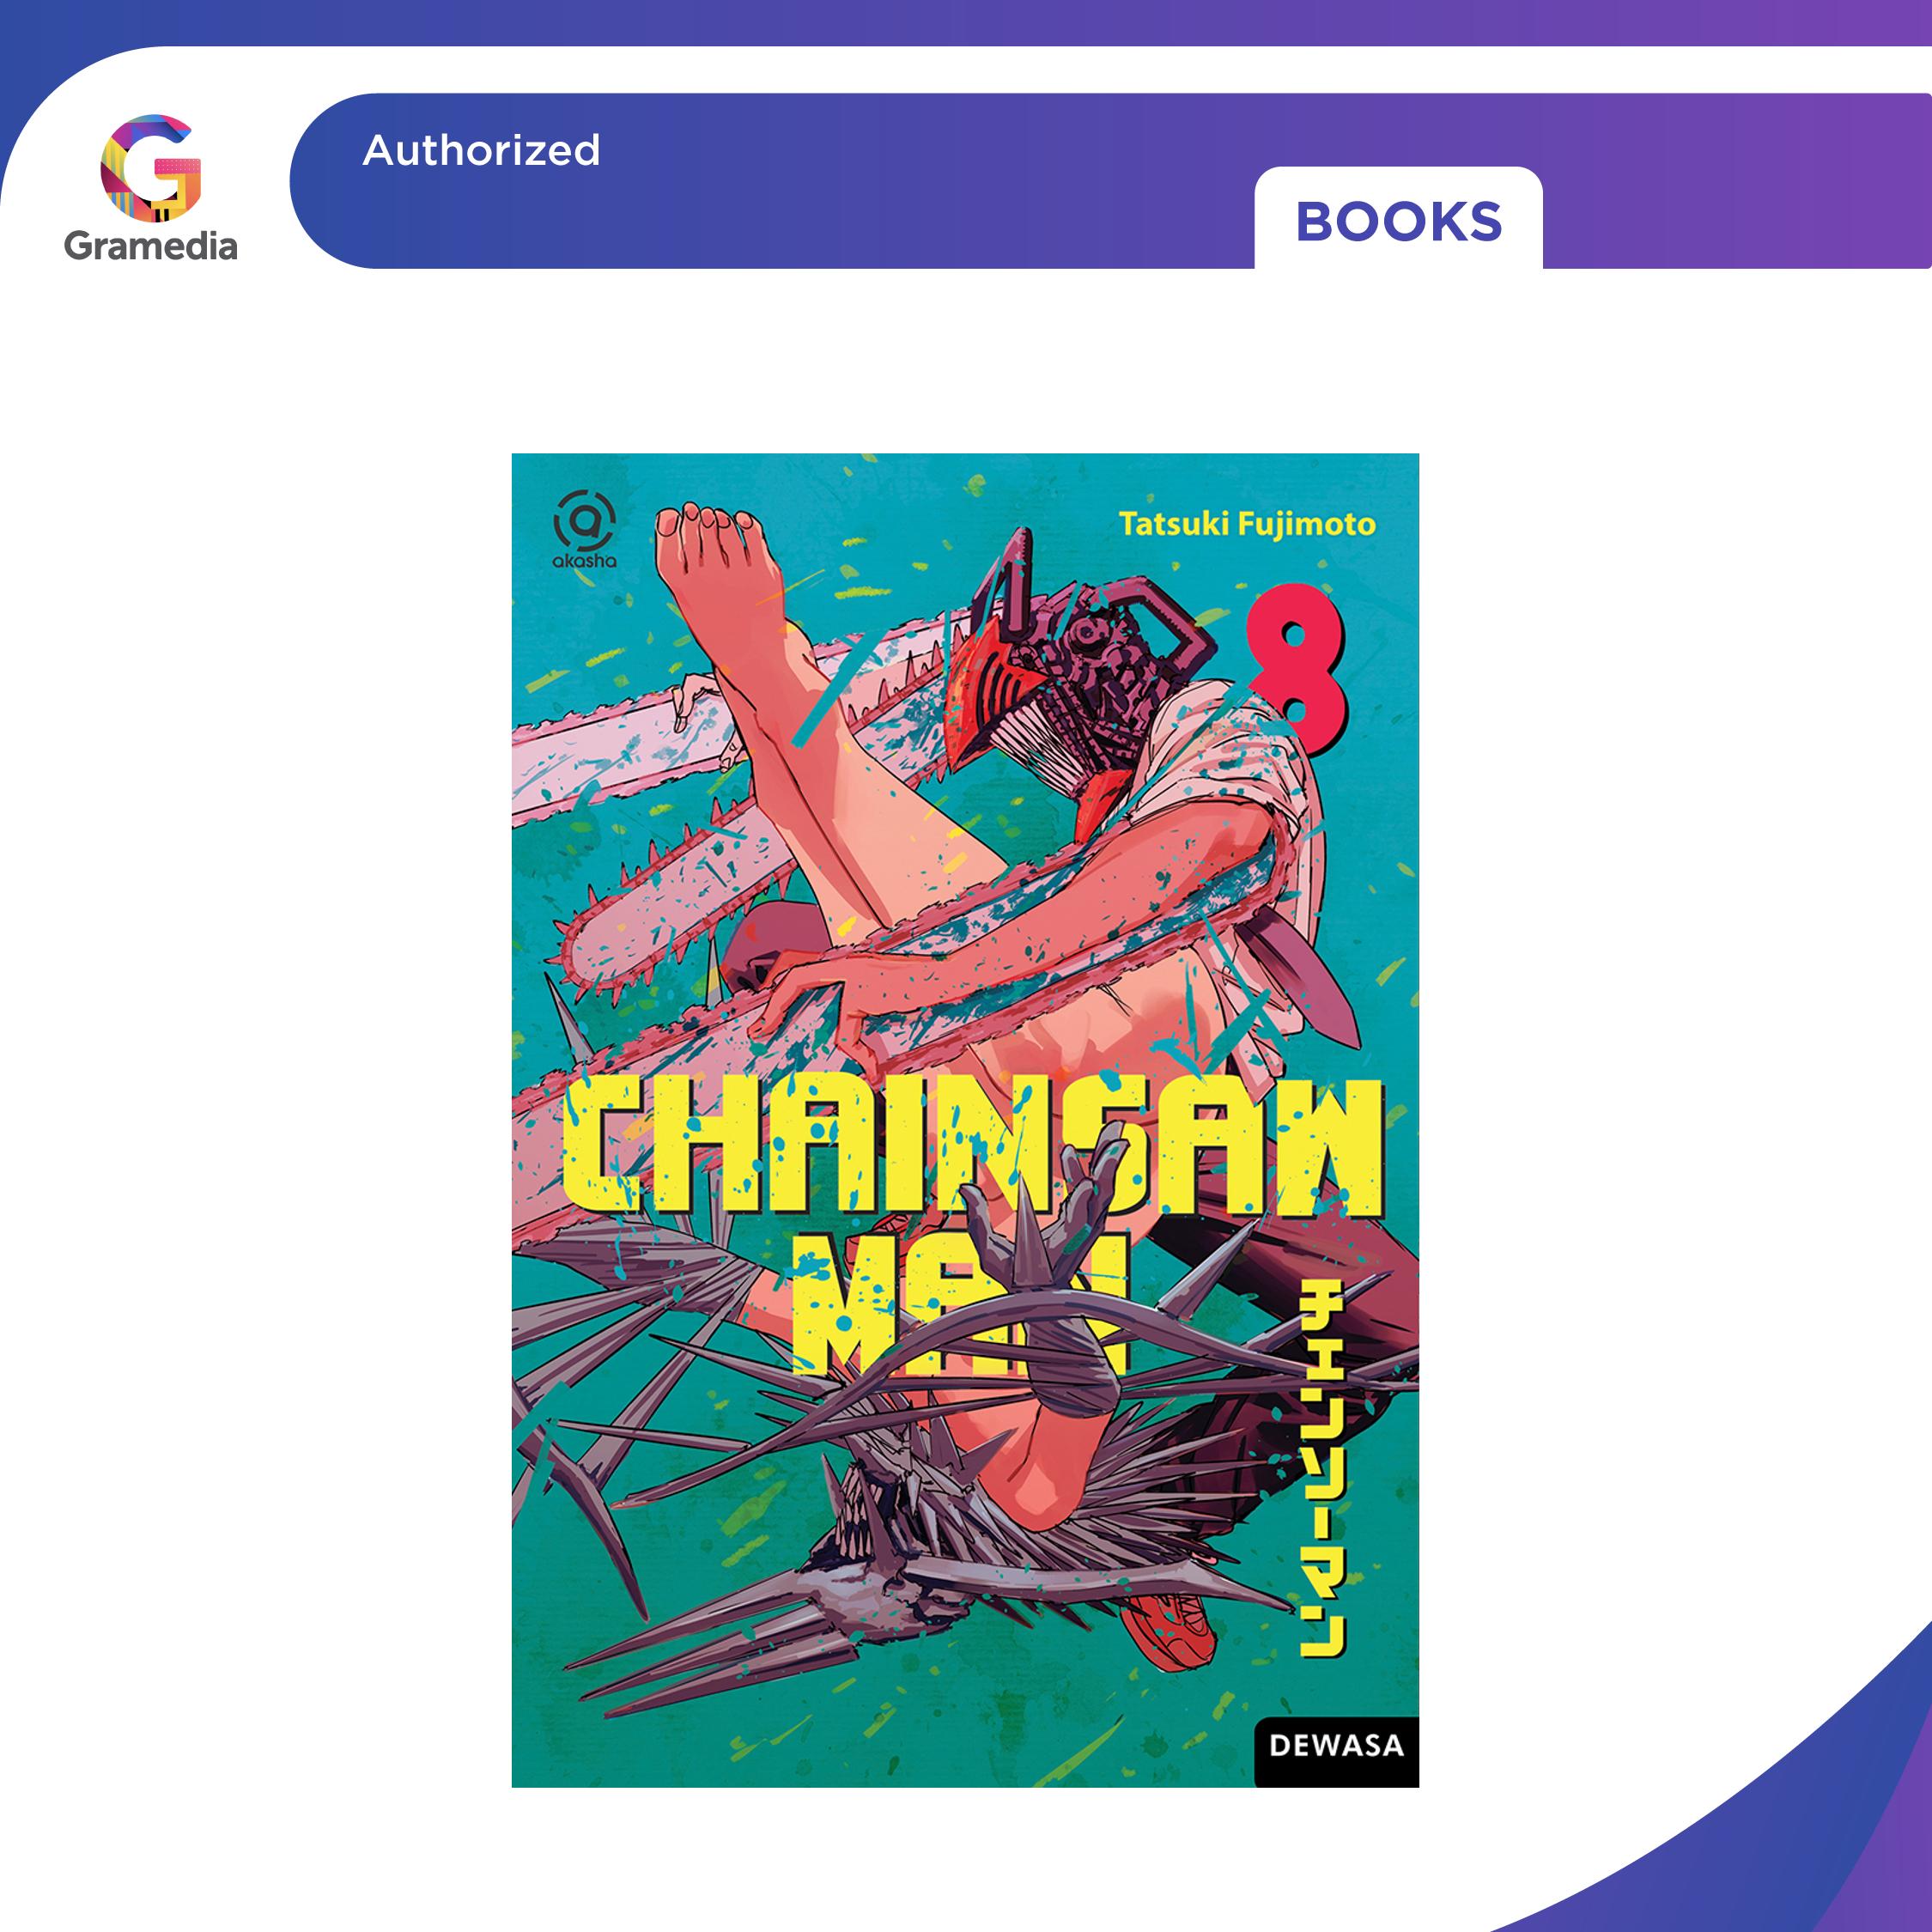 Gramedia
Authorized
BOOKS
akasha
Tatsuki Fujimoto
8
CHAINSAW
MAN
チェンソーマン
DEWASA